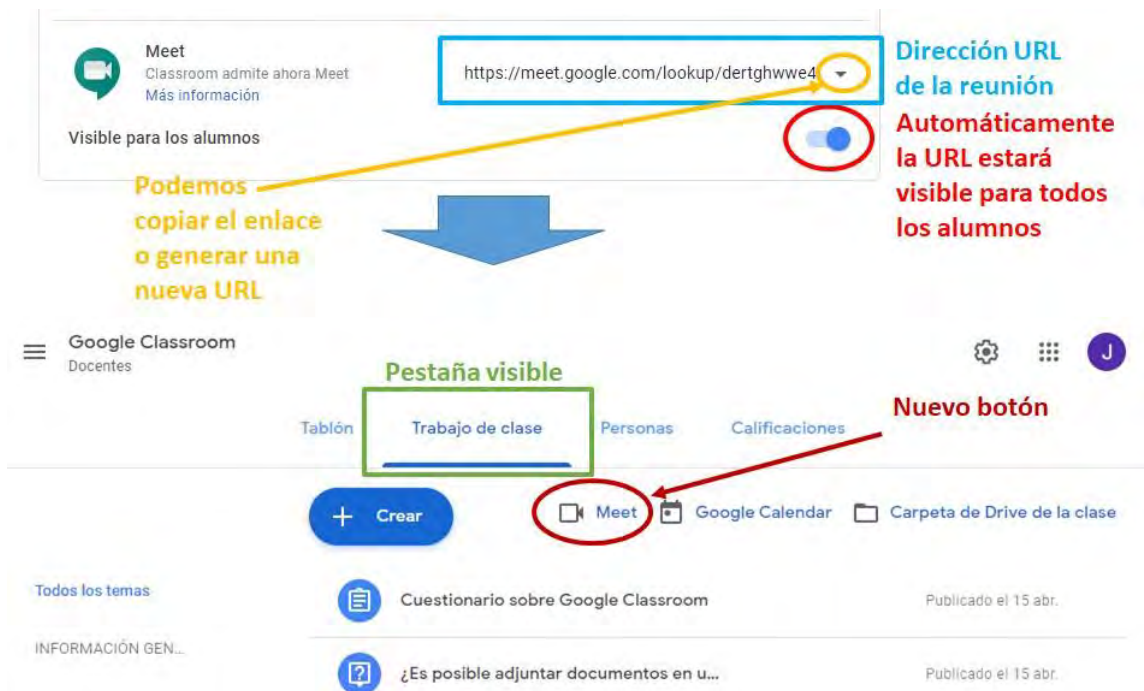 Meet
Classroom admite ahora Meet
Más información
https://meet.google.com/lookup/dertghwwe4
Visible para los alumnos
Dirección URL
de la reunión
Automáticamente
la URL estará
visible para todos
los alumnos
Podemos
copiar el enlace
o generar una
nueva URL
Google Classroom
Docentes
J
Pestaña visible
Nuevo botón
Tablón
Trabajo de clase
Personas
Calificaciones
+ Crear
Meet
Google Calendar
Carpeta de Drive de la clase
Todos los temas
INFORMACIÓN GEN...
Cuestionario sobre Google Classroom
Publicado el 15 abr.
¿Es posible adjuntar documentos en u...
Publicado el 15 abr.